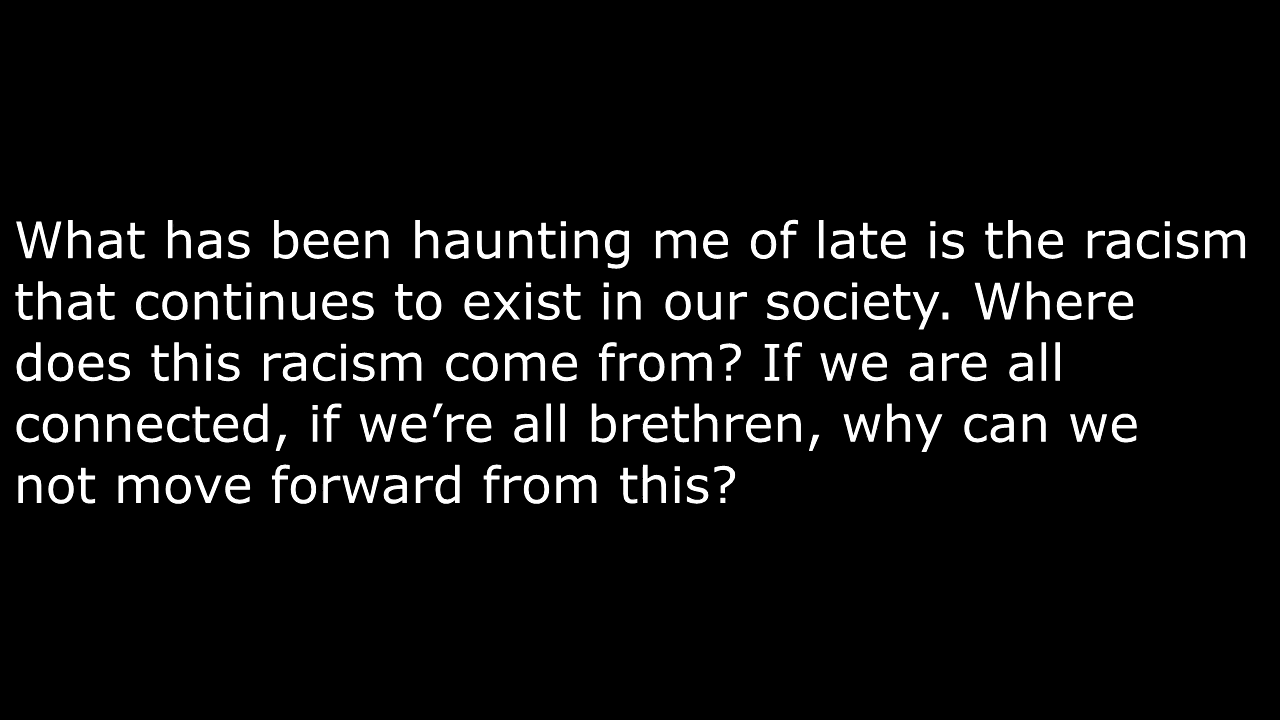 What has been haunting me of late is the racism
that continues to exist in our society. Where
does this racism come from? If we are all
connected, if we’re all brethren, why can we
not move forward from this?